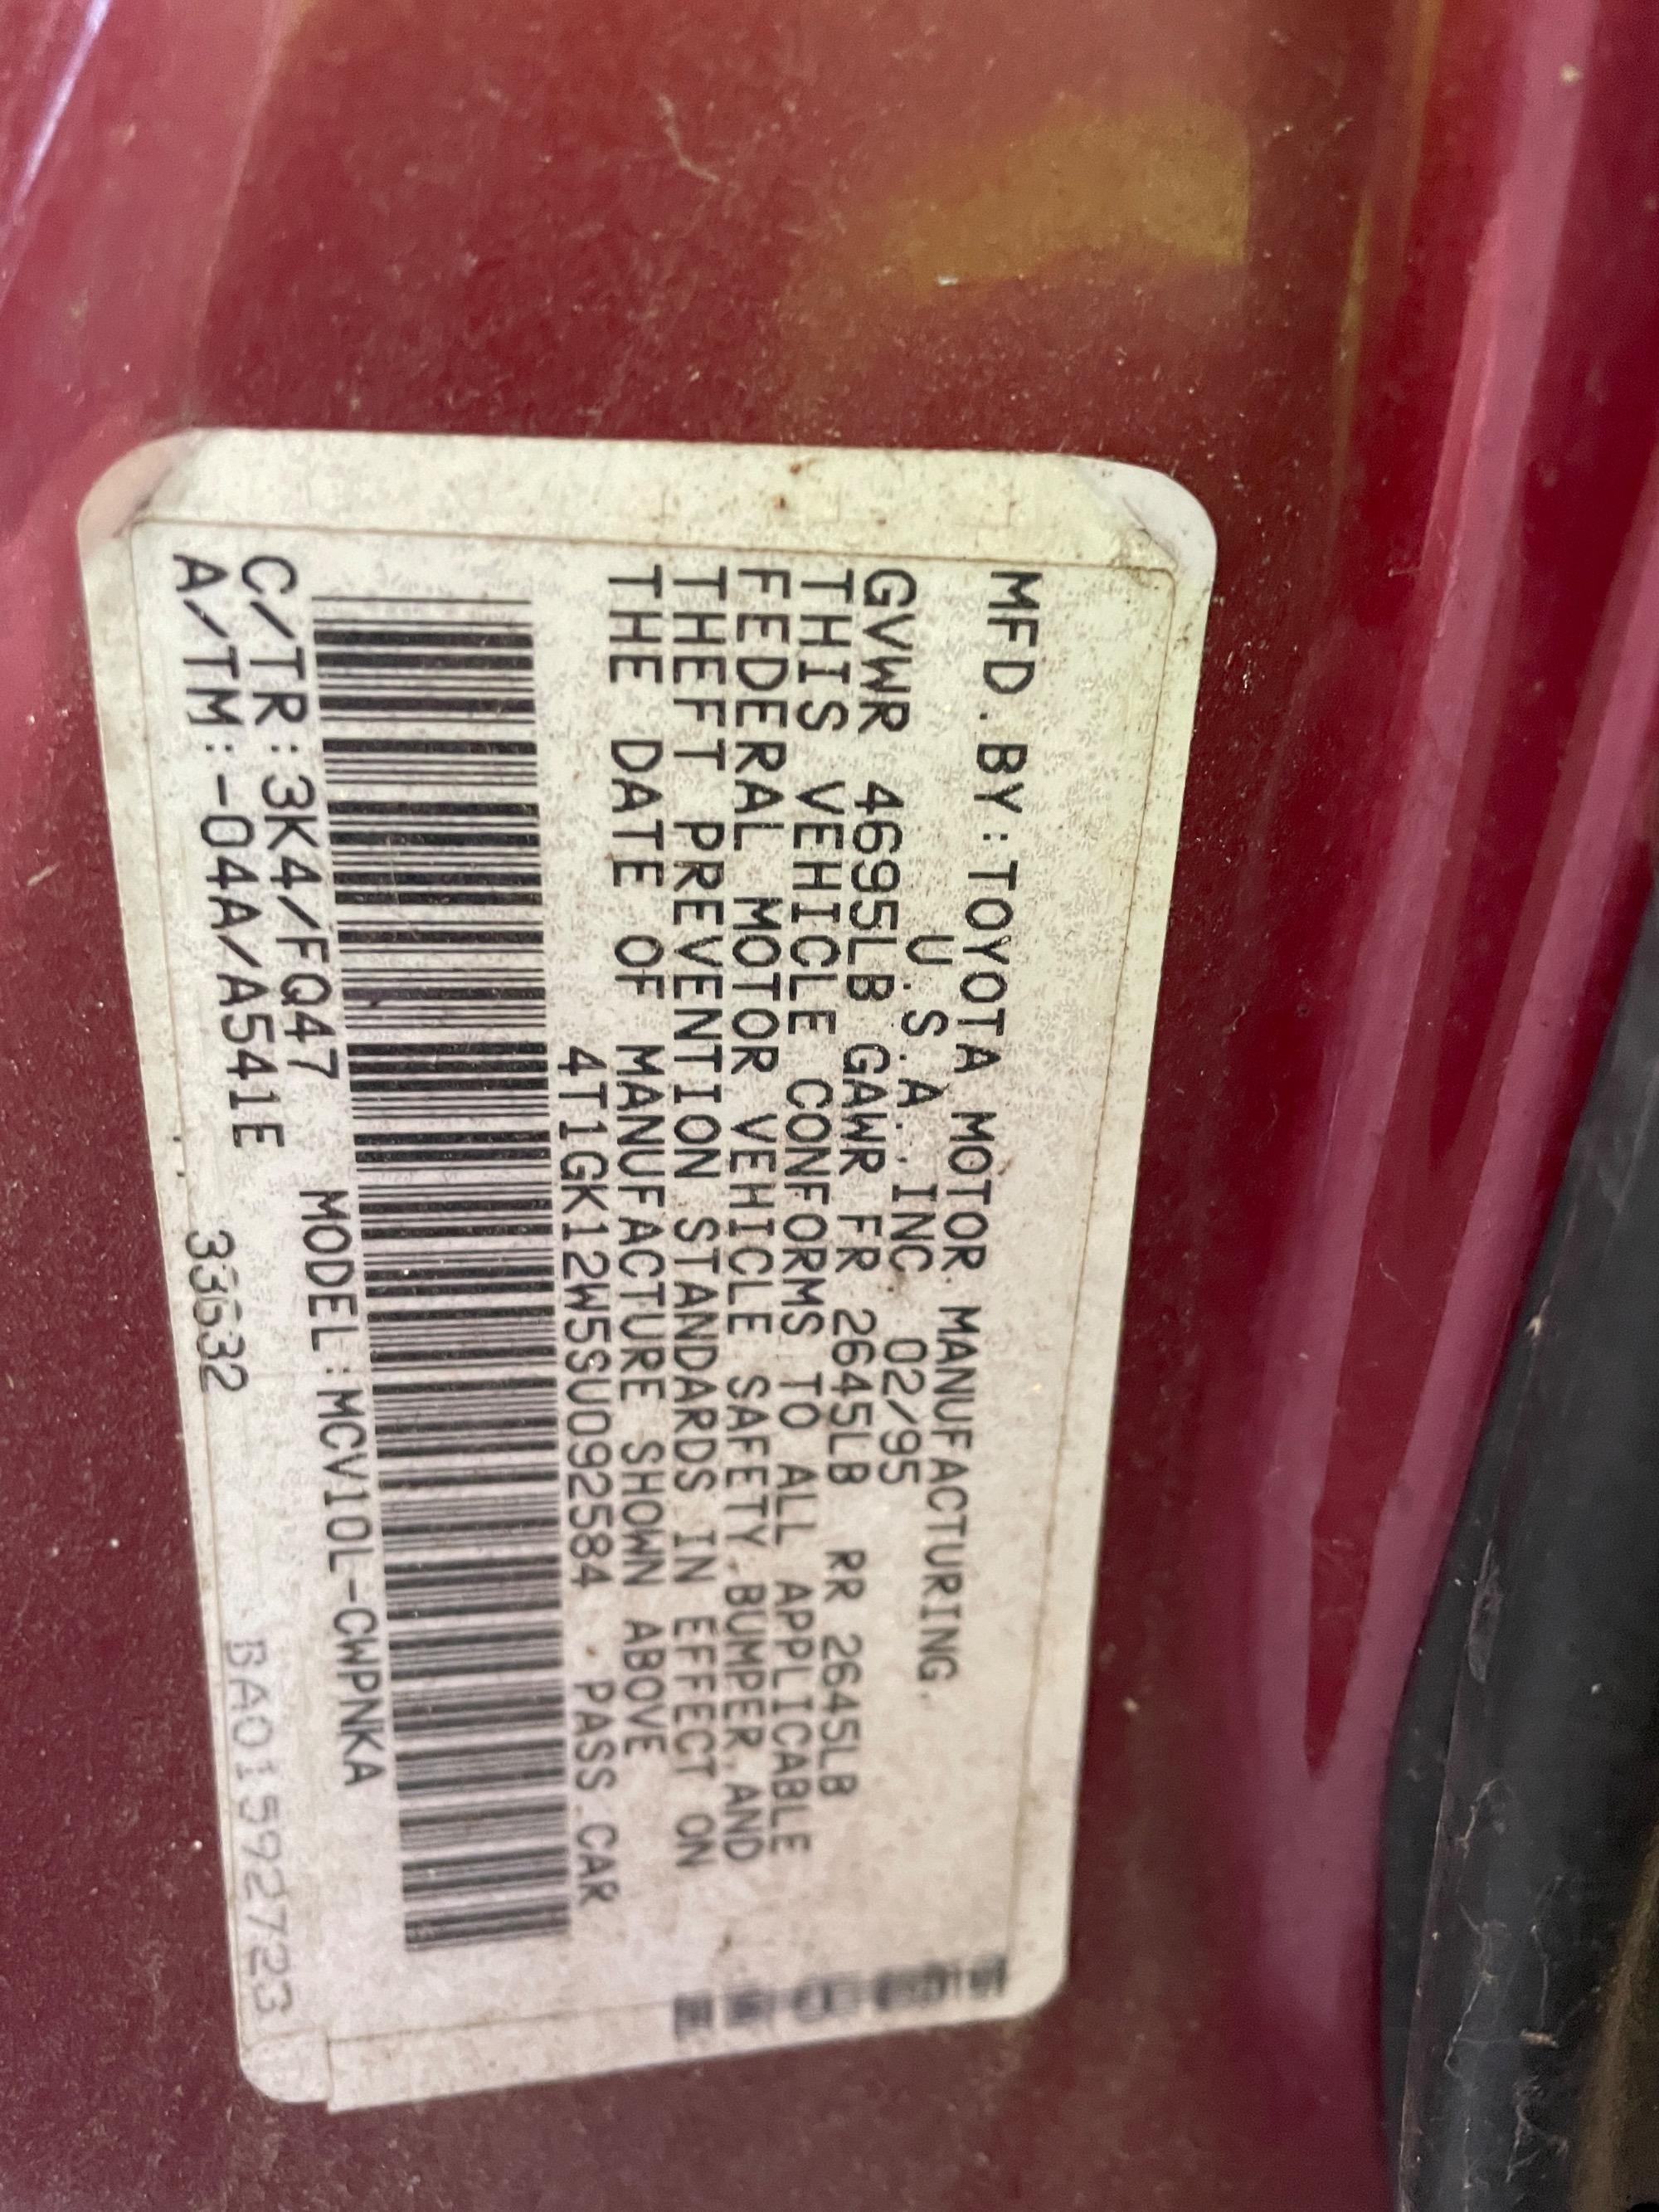 MFD.BY:TOYOTA MOTOR MANUFACTURING,
U.S.A., INC 02/95
GVWR 4695LB GAWR FR 2645LB RR 2645LB
THIS VEHICLE CONFORMS TO ALL APPLICABLE
FEDERAL MOTOR VEHICLE SAFETY,BUMPER,AND
THEFT PREVENTION STANDARDS IN EFFECT ON
THE DATE OF MANUFACTURE SHOWN ABOVE
4T1GK12W5SU092584 PASS.CAR
C/TR:3K4/FQ47 MODEL:MCV10L-CWPNKA
A/TM:-04A/A541E
33632 BA01592723